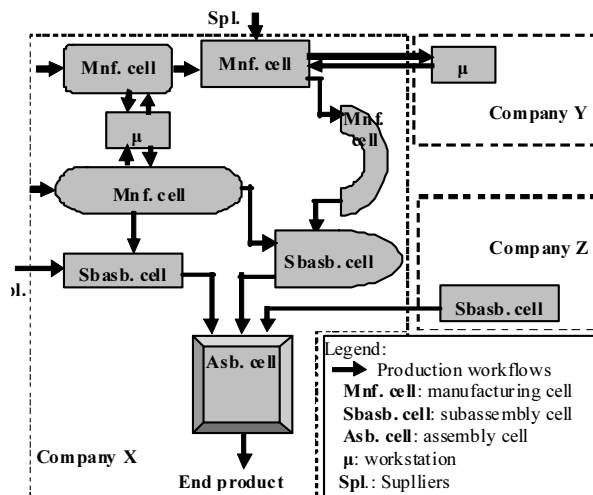 Spl.
Mnf. cell
Mnf. cell
µ
Company Y
Mnf.
cell
µ
Mnf. cell
Company Z
Sbasb. cell
Sbasb. cell
pl.
Sbasb. cell
Asb. cell
Legend:
Production workflows
Mnf. cell: manufacturing cell
Sbasb. cell: subassembly cell
Asb. cell: assembly cell
µ: workstation
Spl.: Suplliers
Company X
End product